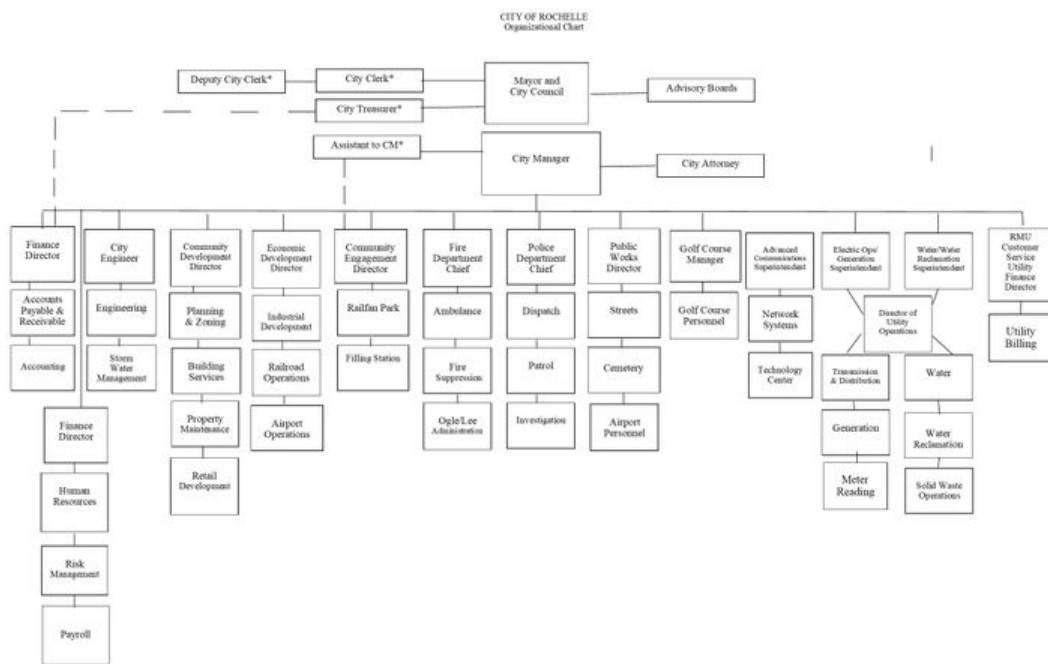 CITY OF ROCHELLE
Organizational Chart
Deputy City Clerk*
City Clerk*
Mayor and
City Council
Advisory Boards
City Treasurer*
Assistant to CM*
City Manager
City Attorney
Finance
Director
City
Engineer
Community
Development
Director
Economic
Development
Director
Community
Engagement
Director
Fire
Department
Chief
Police
Department
Chief
Public
Works
Director
Golf Course
Manager
Advanced
Communications
Superintendent
Electric Ops/
Generation
Superintendent
Water/Water
Reclamation
Superintendent
RMU
Customer
Service
Utility
Finance
Director
Accounts
Payable &
Receivable
Engineering
Planning
& Zoning
Industrial
Development
Railfan Park
Ambulance
Dispatch
Streets
Golf Course
Personnel
Network
Systems
Director of
Utility
Operations
Utility
Billing
Accounting
Storm
Water
Management
Building
Services
Railroad
Operations
Filling Station
Fire
Suppression
Patrol
Cemetery
Technology
Center
Transmission
& Distribution
Water
Finance
Director
Property
Maintenance
Airport
Operations
Ogle/Lee
Administration
Investigation
Airport
Personnel
Generation
Water
Reclamation
Human
Resources
Retail
Development
Meter
Reading
Solid Waste
Operations
Risk
Management
Payroll